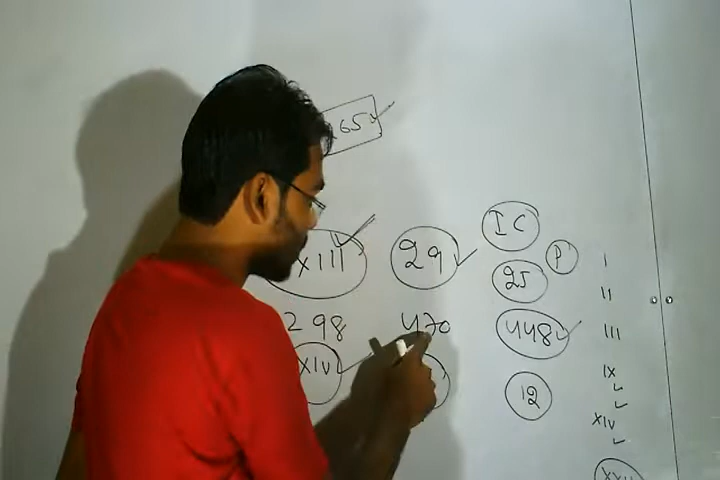 65
IC
XIII 29 P
25 I
II
298 470 448 III
XIV IX
12
XIV